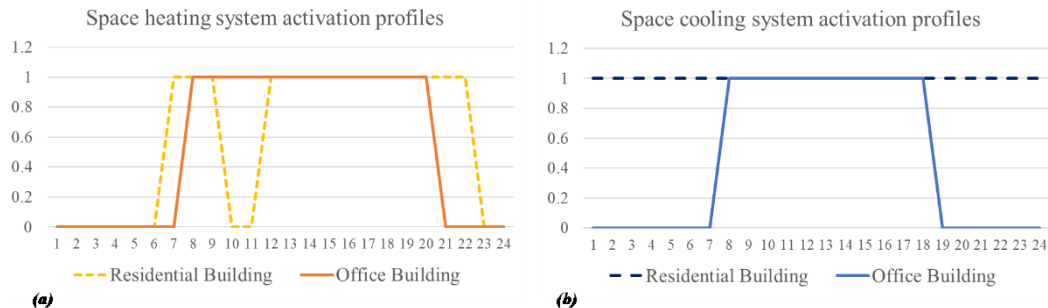 Space heating system activation profiles
1.2
1
0.8
0.6
0.4
0.2
0
1 2 3 4 5 6 7 8 9 10 11 12 13 14 15 16 17 18 19 20 21 22 23 24
Residential Building Office Building
(a)
Space cooling system activation profiles
1.2
1
0.8
0.6
0.4
0.2
0
1 2 3 4 5 6 7 8 9 10 11 12 13 14 15 16 17 18 19 20 21 22 23 24
Residential Building Office Building
(b)